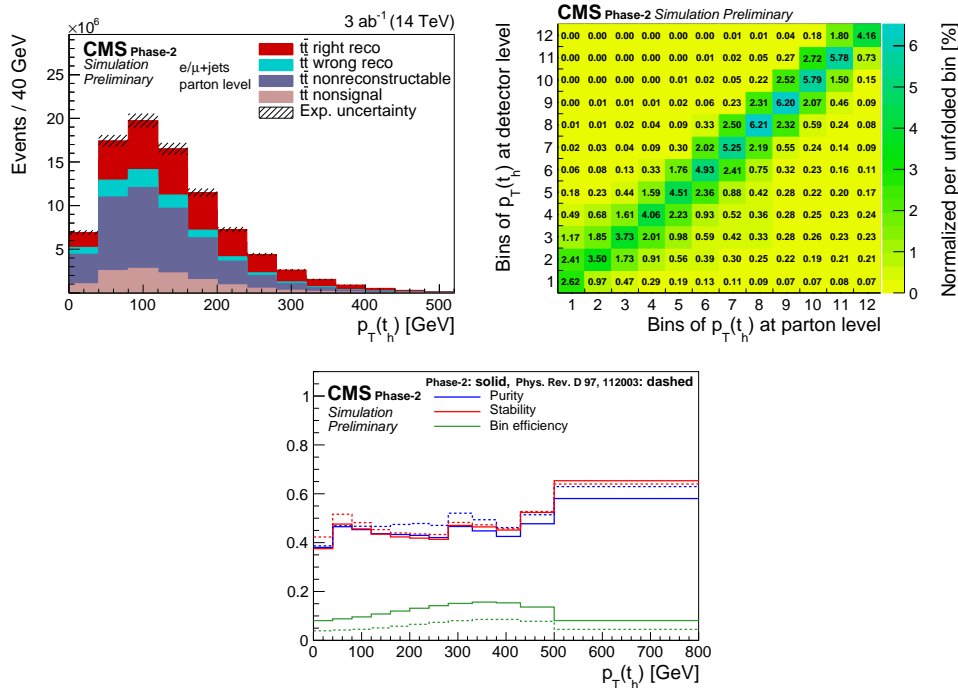 3 ab⁻¹ (14 TeV)
×10⁶
CMS Phase-2
Simulation
Preliminary
e/μ+jets
parton level
tt̄ right reco
tt̄ wrong reco
tt̄ nonreconstructable
tt̄ nonsignal
Exp. uncertainty
Events / 40 GeV
25
20
15
10
5
0 100 200 300 400 500
p_T(t_h) [GeV]
CMS Phase-2 Simulation Preliminary
Bins of p_T(t_h) at detector level
12 0.00 0.00 0.00 0.00 0.00 0.00 0.01 0.01 0.04 0.18 1.80 4.16
11 0.00 0.00 0.00 0.00 0.00 0.01 0.02 0.05 0.20 2.72 5.78 0.73
10 0.00 0.00 0.00 0.01 0.01 0.02 0.05 0.22 2.52 5.79 1.50 0.15
9 0.00 0.01 0.01 0.01 0.02 0.06 0.23 2.31 6.20 2.07 0.46 0.09
8 0.01 0.01 0.02 0.04 0.09 0.33 2.50 6.21 2.32 0.59 0.24 0.08
7 0.02 0.03 0.04 0.09 0.30 2.02 5.25 2.19 0.55 0.24 0.14 0.09
6 0.06 0.08 0.13 0.33 1.76 4.93 2.41 0.75 0.32 0.23 0.16 0.11
5 0.18 0.23 0.44 1.59 4.51 2.36 0.88 0.42 0.28 0.22 0.20 0.17
4 0.49 0.68 1.61 4.06 2.23 0.93 0.52 0.36 0.28 0.25 0.23 0.24
3 1.17 1.85 3.73 2.01 0.98 0.59 0.42 0.33 0.28 0.26 0.23 0.23
2 2.41 3.50 1.73 0.91 0.56 0.39 0.30 0.25 0.22 0.19 0.21 0.21
1 2.62 0.97 0.47 0.29 0.19 0.13 0.11 0.09 0.07 0.07 0.08 0.07
1 2 3 4 5 6 7 8 9 10 11 12
Bins of p_T(t_h) at parton level
6
5
4
3
2
1
0
Normalized per unfolded bin [%]
CMS Phase-2
Simulation
Preliminary
Phase-2: solid, Phys. Rev. D 97, 112003: dashed
Purity
Stability
Bin efficiency
1
0.8
0.6
0.4
0.2
0
0 100 200 300 400 500 600 700 800
p_T(t_h) [GeV]